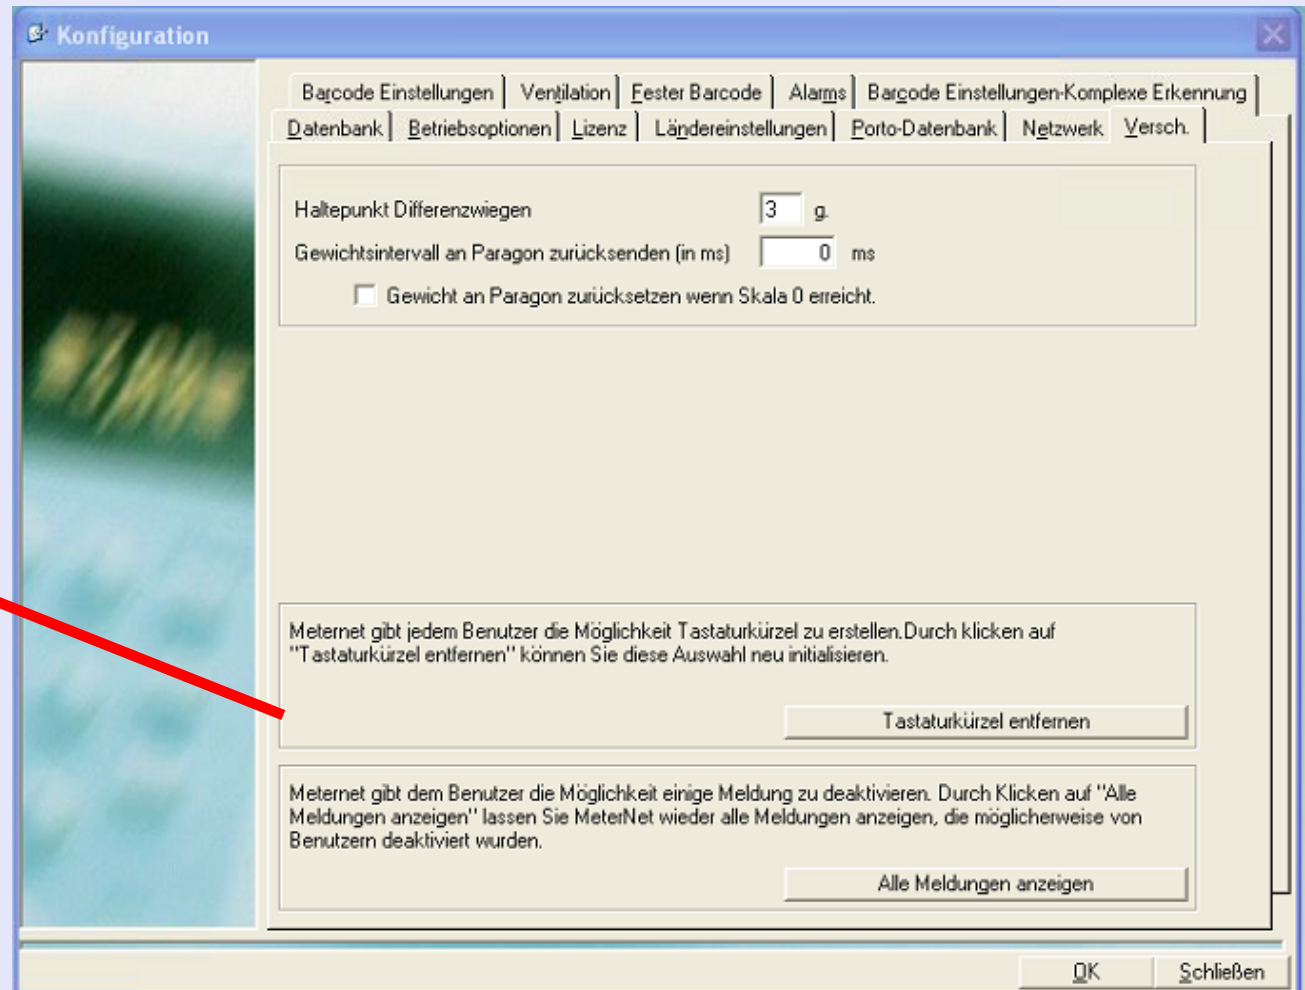 Konfiguration
Barcode Einstellungen Ventilation Fester Barcode Alarms Barcode Einstellungen-Komplexe Erkennung
Datenbank Betriebsoptionen Lizenz Ländereinstellungen Porto-Datenbank Netzwerk Versch.
Haltepunkt Differenzwiegen 3 g.
Gewichtsintervall an Paragon zurücksenden (in ms) 0 ms
Gewicht an Paragon zurücksetzen wenn Skala 0 erreicht.
Meternet gibt jedem Benutzer die Möglichkeit Tastaturkürzel zu erstellen.Durch klicken auf
"Tastaturkürzel entfernen" können Sie diese Auswahl neu initialisieren.
Tastaturkürzel entfernen
Meternet gibt dem Benutzer die Möglichkeit einige Meldung zu deaktivieren. Durch Klicken auf "Alle
Meldungen anzeigen" lassen Sie MeterNet wieder alle Meldungen anzeigen, die möglicherweise von
Benutzern deaktiviert wurden.
Alle Meldungen anzeigen
OK Schließen